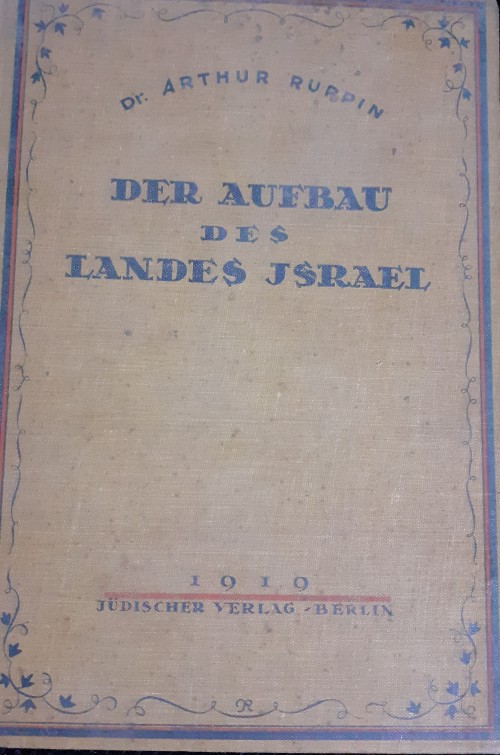 Dr. ARTHUR RUPPIN
DER AUFBAU
DES
LANDES JSRAEL
1919
JÜDISCHER VERLAG - BERLIN
R